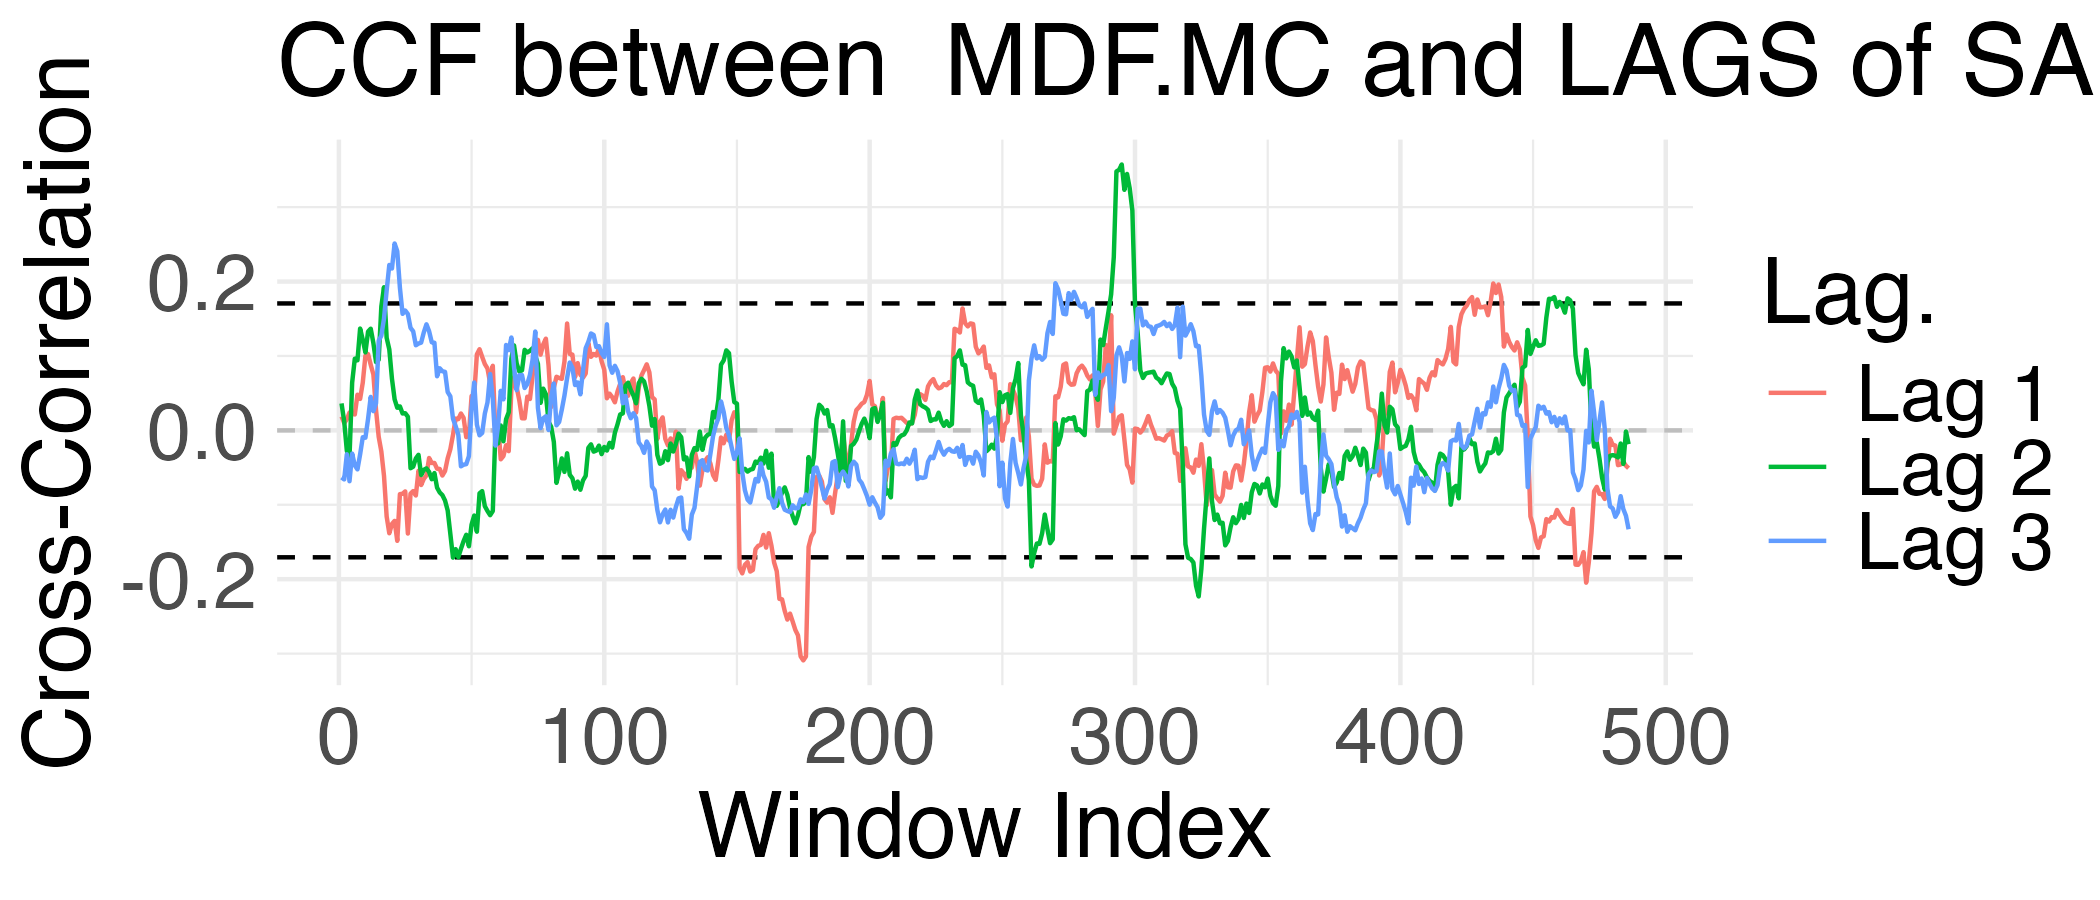 CCF between MDF.MC and LAGS of SA
Cross-Correlation
0.2
0.0
-0.2
0 100 200 300 400 500
Window Index
Lag.
Lag 1
Lag 2
Lag 3